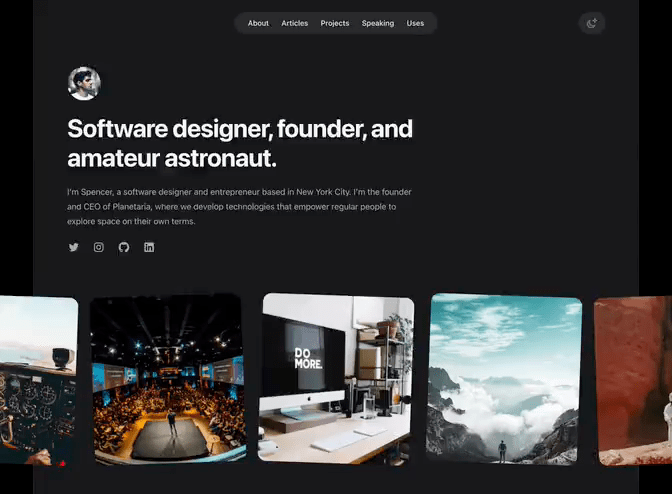 About Articles Projects Speaking Uses
Software designer, founder, and
amateur astronaut.
I'm Spencer, a software designer and entrepreneur based in New York City. I'm the founder
and CEO of Planetaria, where we develop technologies that empower regular people to
explore space on their own terms.
DO
MORE.